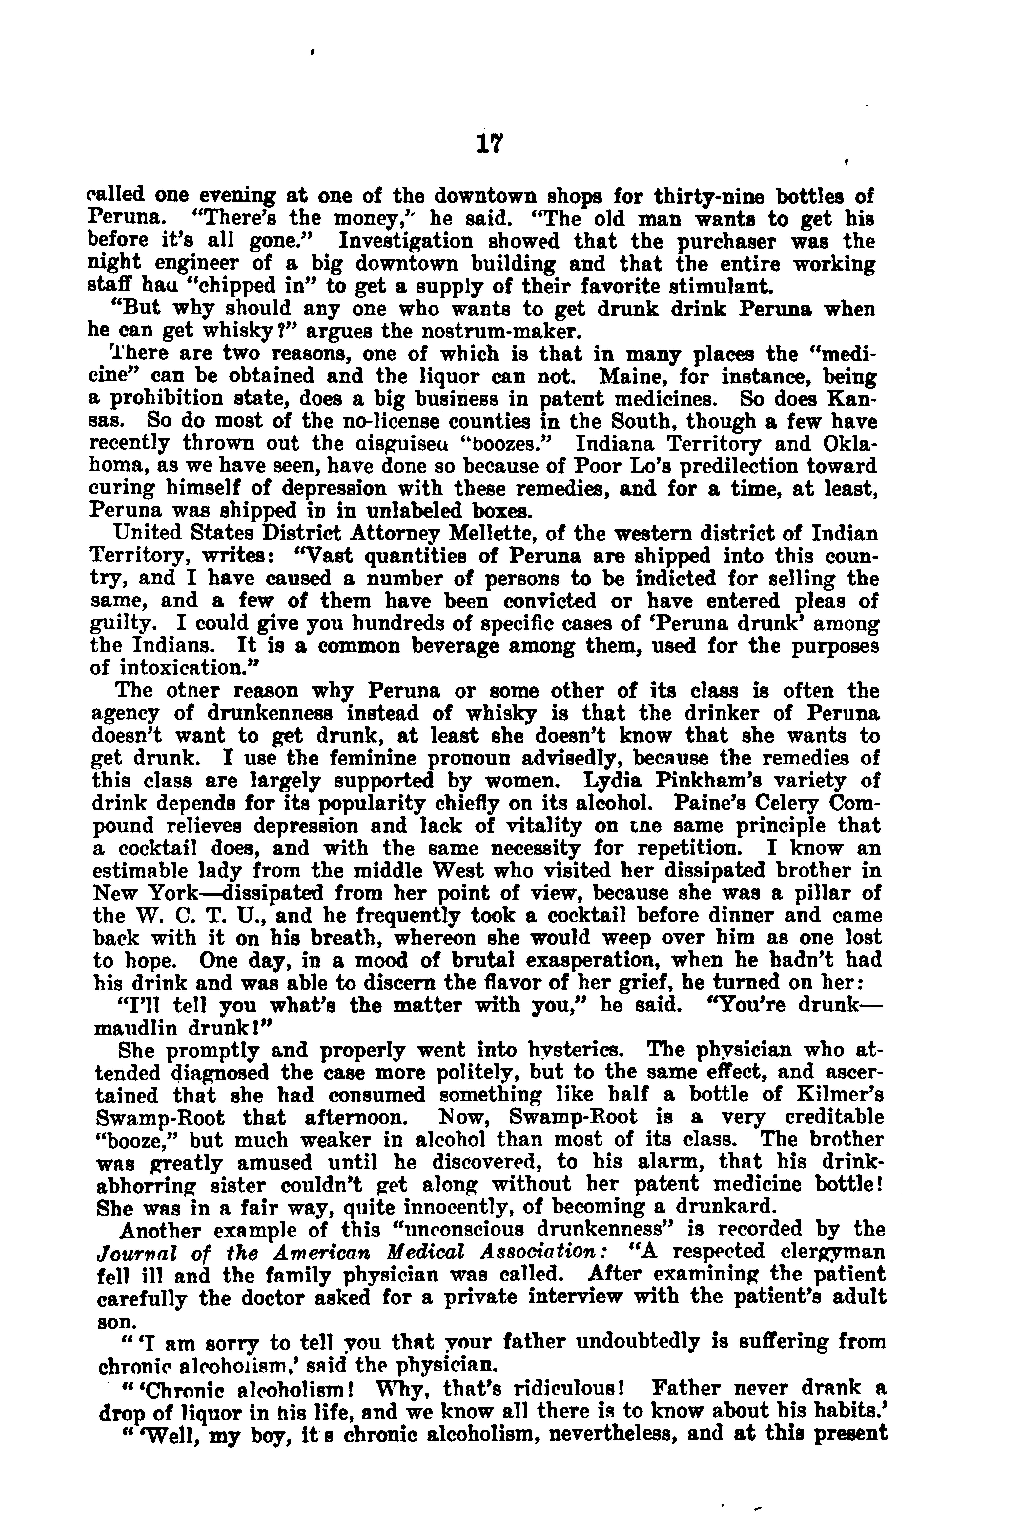 17
called one evening at one of the downtown shops for thirty-nine bottles of
Peruna. "There's the money," he said. "The old man wants to get his
before it's all gone." Investigation showed that the purchaser was the
night engineer of a big downtown building and that the entire working
staff had "chipped in" to get a supply of their favorite stimulant.
"But why should any one who wants to get drunk drink Peruna when
he can get whisky?" argues the nostrum-maker.
There are two reasons, one of which is that in many places the "medi-
cine" can be obtained and the liquor can not. Maine, for instance, being
a prohibition state, does a big business in patent medicines. So does Kan-
sas. So do most of the no-license counties in the South, though a few have
recently thrown out the disguised "boozes." Indiana Territory and Okla-
homa, as we have seen, have done so because of Poor Lo's predilection toward
curing himself of depression with these remedies, and for a time, at least,
Peruna was shipped in in unlabeled boxes.
United States District Attorney Mellette, of the western district of Indian
Territory, writes: "Vast quantities of Peruna are shipped into this coun-
try, and I have caused a number of persons to be indicted for selling the
same, and a few of them have been convicted or have entered pleas of
guilty. I could give you hundreds of specific cases of 'Peruna drunk' among
the Indians. It is a common beverage among them, used for the purposes
of intoxication."
The other reason why Peruna or some other of its class is often the
agency of drunkenness instead of whisky is that the drinker of Peruna
doesn't want to get drunk, at least she doesn't know that she wants to
get drunk. I use the feminine pronoun advisedly, because the remedies of
this class are largely supported by women. Lydia Pinkham's variety of
drink depends for its popularity chiefly on its alcohol. Paine's Celery Com-
pound relieves depression and lack of vitality on the same principle that
a cocktail does, and with the same necessity for repetition. I know an
estimable lady from the middle West who visited her dissipated brother in
New York—dissipated from her point of view, because she was a pillar of
the W. C. T. U., and he frequently took a cocktail before dinner and came
back with it on his breath, whereon she would weep over him as one lost
to hope. One day, in a mood of brutal exasperation, when he hadn't had
his drink and was able to discern the flavor of her grief, he turned on her:
"I'll tell you what's the matter with you," he said. "You're drunk—
maudlin drunk!"
She promptly and properly went into hysterics. The physician who at-
tended diagnosed the case more politely, but to the same effect, and ascer-
tained that she had consumed something like half a bottle of Kilmer's
Swamp-Root that afternoon. Now, Swamp-Root is a very creditable
"booze," but much weaker in alcohol than most of its class. The brother
was greatly amused until he discovered, to his alarm, that his drink-
abhorring sister couldn't get along without her patent medicine bottle!
She was in a fair way, quite innocently, of becoming a drunkard.
Another example of this "unconscious drunkenness" is recorded by the
Journal of the American Medical Association: "A respected clergyman
fell ill and the family physician was called. After examining the patient
carefully the doctor asked for a private interview with the patient's adult
son.
"'I am sorry to tell you that your father undoubtedly is suffering from
chronic alcoholism,' said the physician.
"'Chronic alcoholism! Why, that's ridiculous! Father never drank a
drop of liquor in his life, and we know all there is to know about his habits.'
"'Well, my boy, it s chronic alcoholism, nevertheless, and at this present